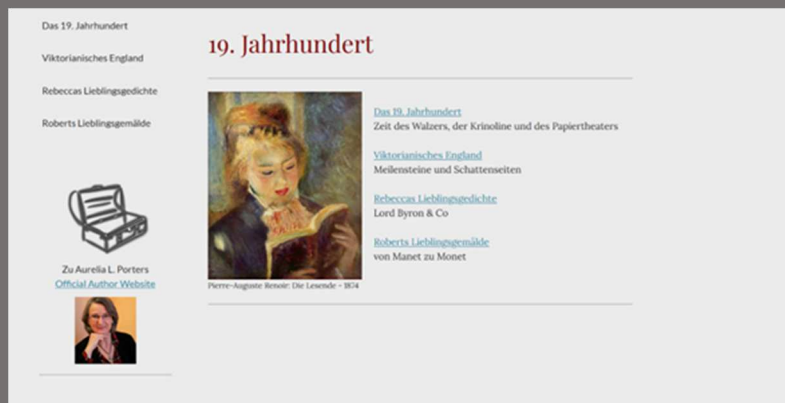 Das 19. Jahrhundert
Viktorianisches England
Rebeccas Lieblingsgedichte
Roberts Lieblingsgemälde
Zu Aurelia L. Porters
Official Author Website
19. Jahrhundert
Das 19. Jahrhundert
Zeit des Walzers, der Krinoline und des Papiertheaters
Viktorianisches England
Meilensteine und Schattenseiten
Rebeccas Lieblingsgedichte
Lord Byron & Co
Roberts Lieblingsgemälde
von Manet zu Monet
Pierre-Auguste Renoir: Die Lesende - 1874